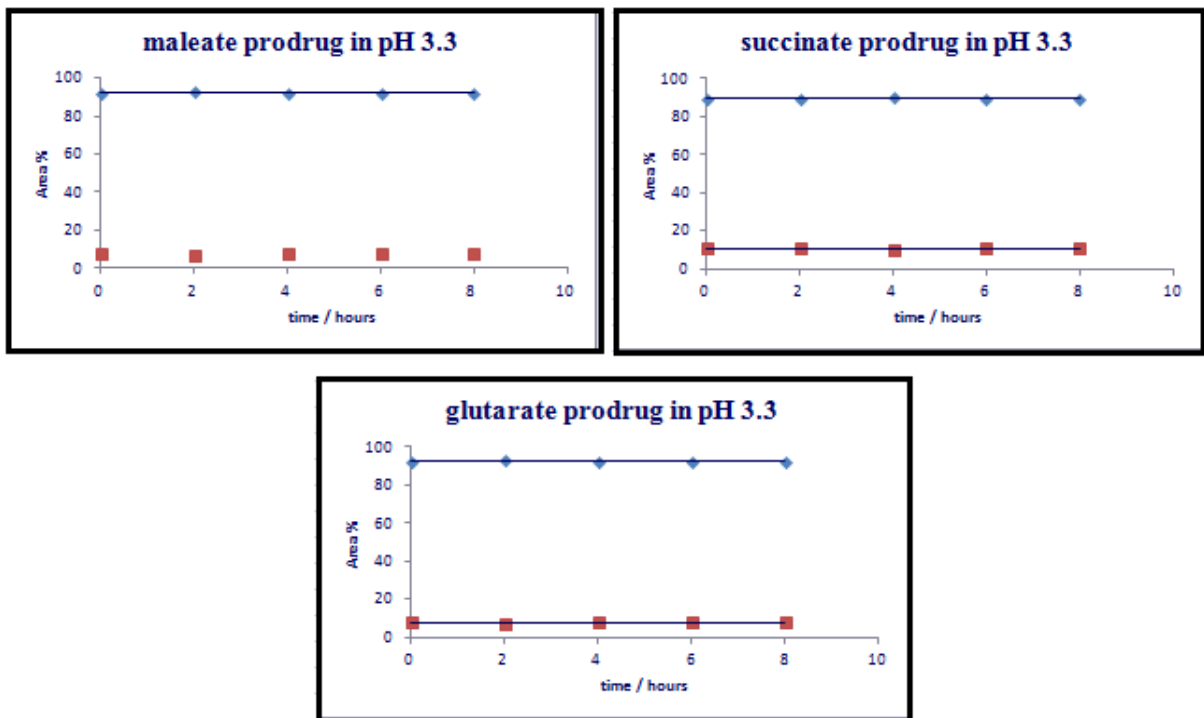 maleate prodrug in pH 3.3
100
80
60
40
20
0
Area %
0 2 4 6 8 10
time / hours
succinate prodrug in pH 3.3
100
80
60
40
20
0
Area %
0 2 4 6 8 10
time / hours
glutarate prodrug in pH 3.3
100
80
60
40
20
0
Area %
0 2 4 6 8 10
time / hours